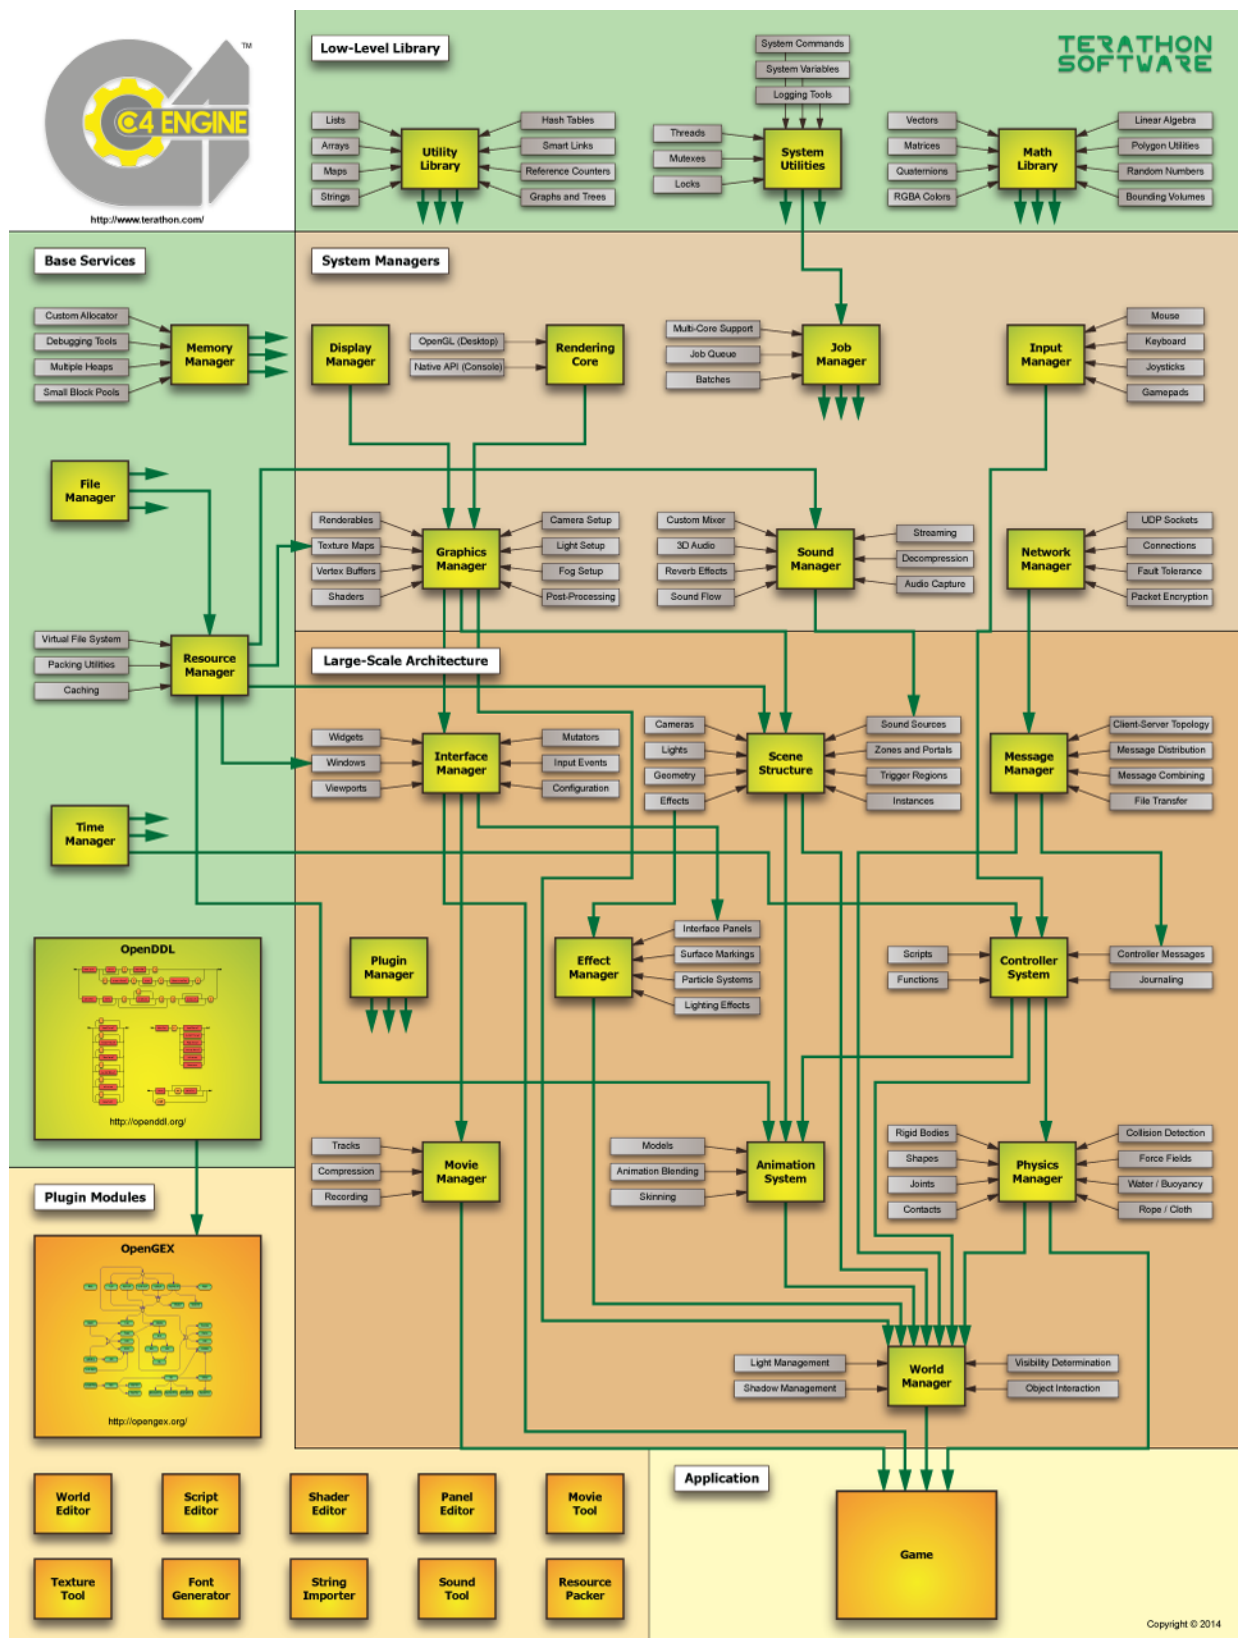 C4 ENGINE
TM
http://www.terathon.com/
Low-Level Library
TERATHON
SOFTWARE
System Commands
System Variables
Logging Tools
Lists
Arrays
Maps
Strings
Utility
Library
Hash Tables
Smart Links
Reference Counters
Graphs and Trees
Threads
Mutexes
Locks
System
Utilities
Vectors
Matrices
Quaternions
RGBA Colors
Math
Library
Linear Algebra
Polygon Utilities
Random Numbers
Bounding Volumes
Base Services
Custom Allocator
Debugging Tools
Multiple Heaps
Small Block Pools
Memory
Manager
File
Manager
Virtual File System
Packing Utilities
Caching
Resource
Manager
Time
Manager
OpenDDL
http://openddl.org/
System Managers
Display
Manager
OpenGL (Desktop)
Native API (Console)
Rendering
Core
Multi-Core Support
Job Queue
Batches
Job
Manager
Input
Manager
Mouse
Keyboard
Joysticks
Gamepads
Renderables
Texture Maps
Vertex Buffers
Shaders
Graphics
Manager
Camera Setup
Light Setup
Fog Setup
Post-Processing
Custom Mixer
3D Audio
Reverb Effects
Sound Flow
Sound
Manager
Streaming
Decompression
Audio Capture
Network
Manager
UDP Sockets
Connections
Fault Tolerance
Packet Encryption
Large-Scale Architecture
Widgets
Windows
Viewports
Interface
Manager
Mutators
Input Events
Configuration
Cameras
Lights
Geometry
Effects
Scene
Structure
Sound Sources
Zones and Portals
Trigger Regions
Instances
Message
Manager
Client-Server Topology
Message Distribution
Message Combining
File Transfer
Plugin
Manager
Effect
Manager
Interface Panels
Surface Markings
Particle Systems
Lighting Effects
Scripts
Functions
Controller
System
Controller Messages
Journaling
Tracks
Compression
Recording
Movie
Manager
Models
Animation Blending
Skinning
Animation
System
Rigid Bodies
Shapes
Joints
Contacts
Physics
Manager
Collision Detection
Force Fields
Water / Buoyancy
Rope / Cloth
Light Management
Shadow Management
World
Manager
Visibility Determination
Object Interaction
Plugin Modules
OpenGEX
http://opengex.org/
World
Editor
Script
Editor
Shader
Editor
Panel
Editor
Movie
Tool
Texture
Tool
Font
Generator
String
Importer
Sound
Tool
Resource
Packer
Application
Game
Copyright © 2014